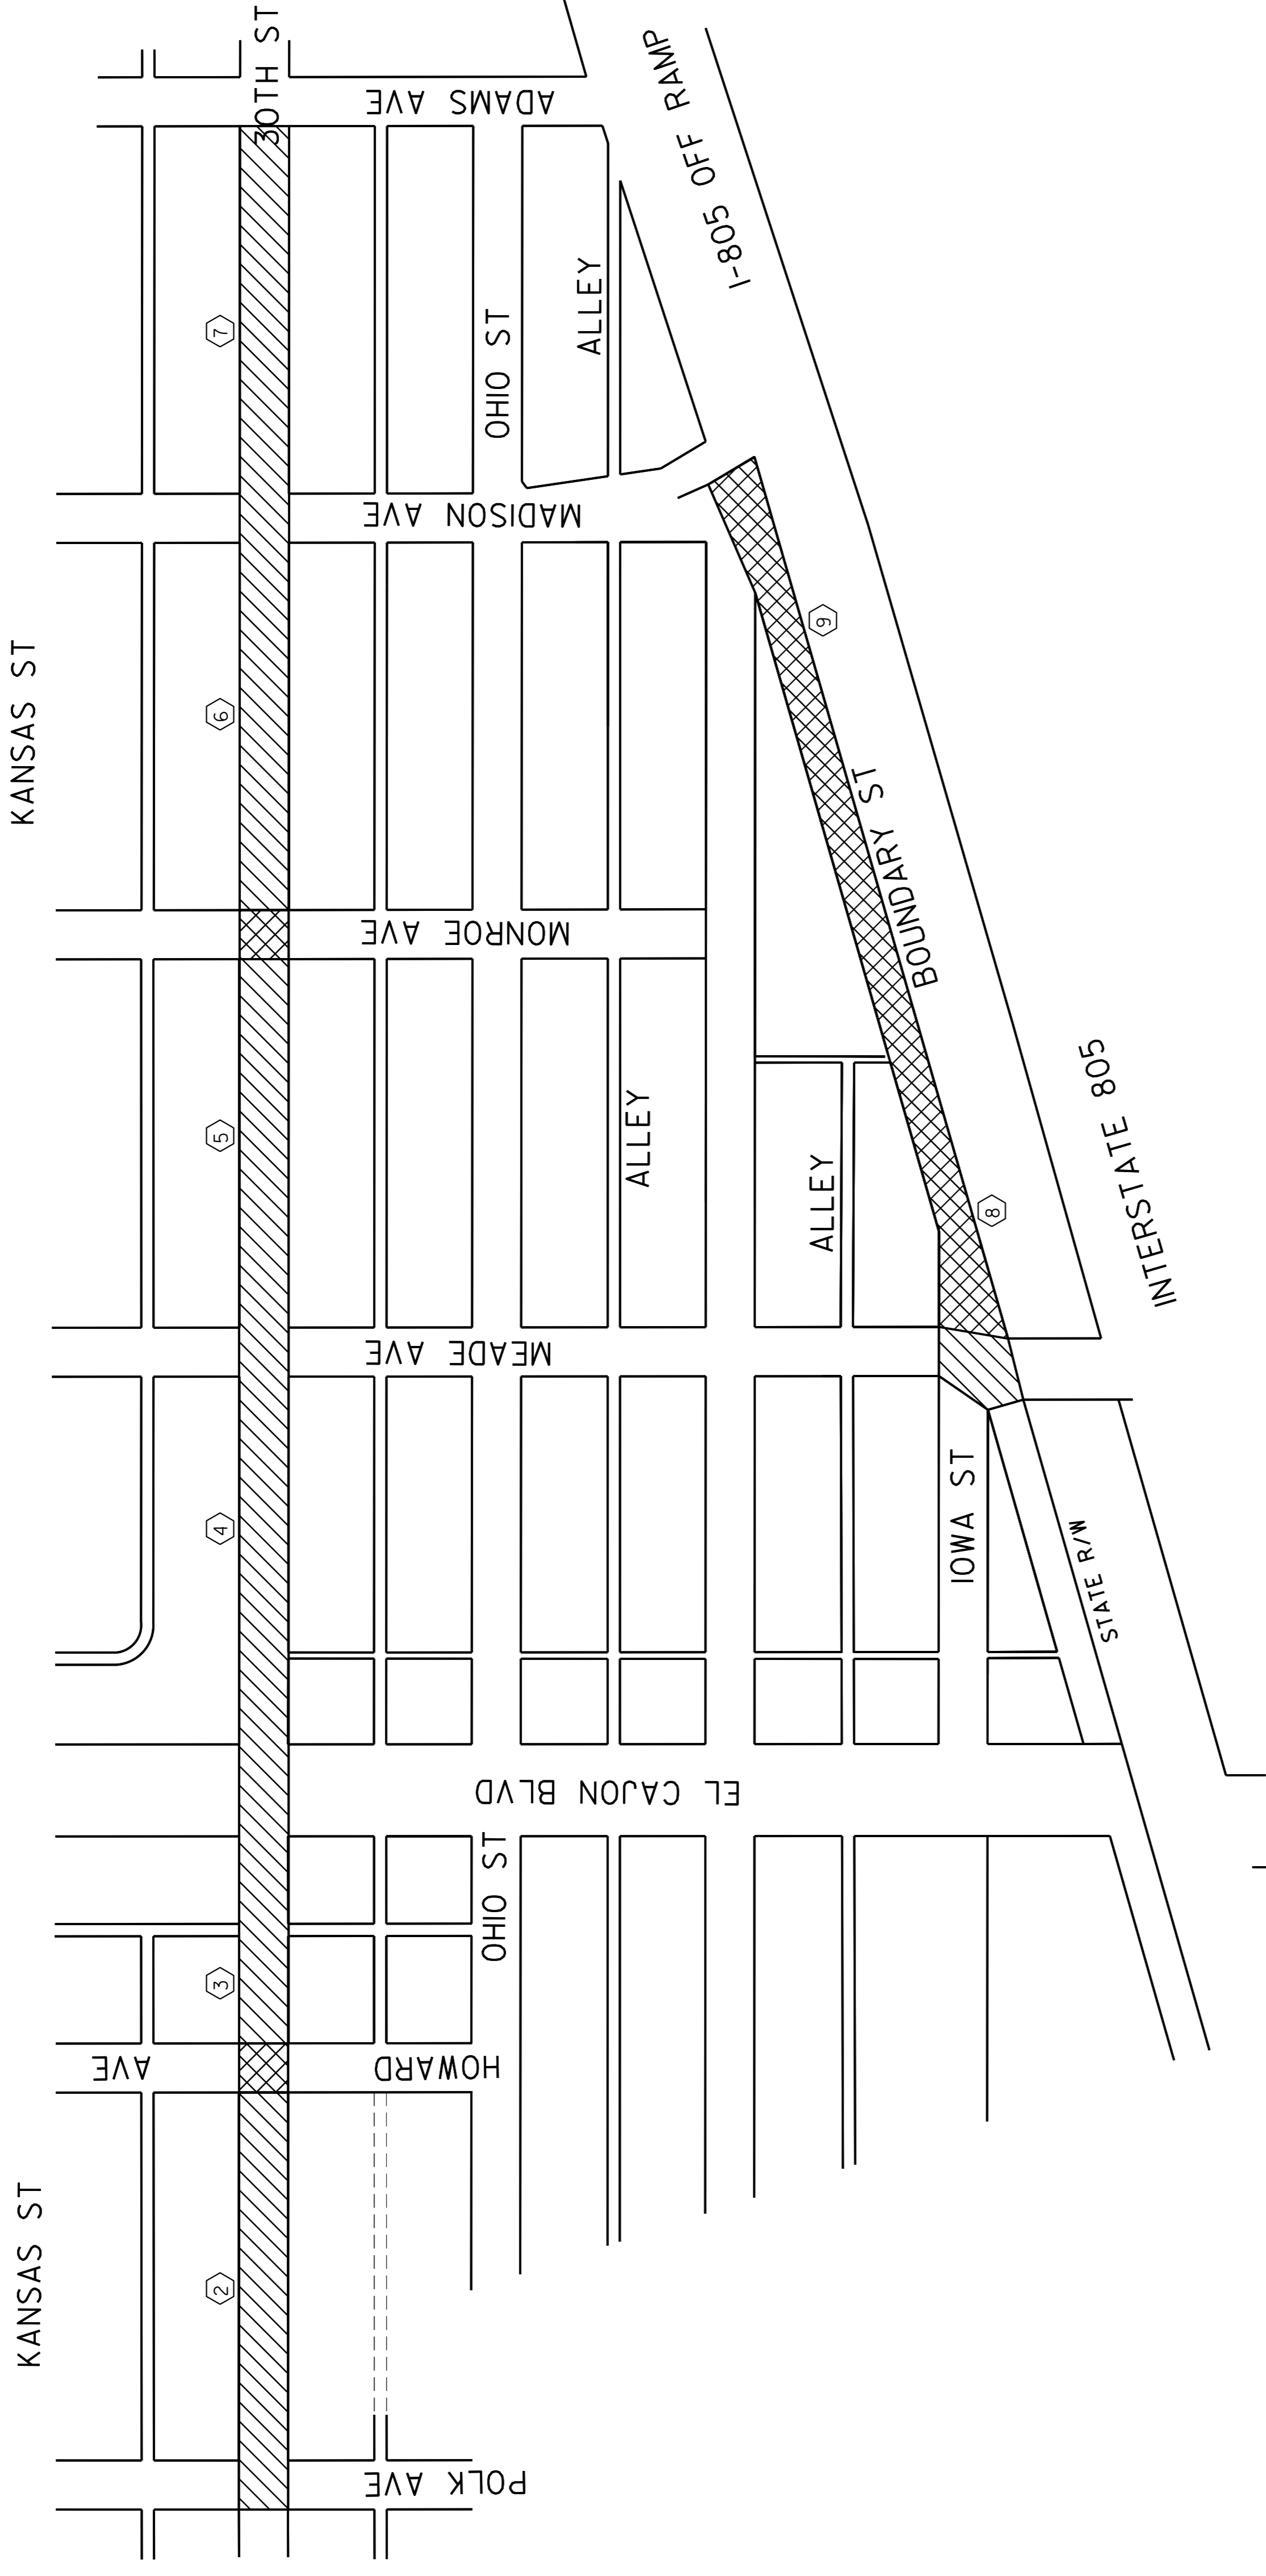 30TH ST
ADAMS AVE
I-805 OFF RAMP
ALLEY
OHIO ST
7
MADISON AVE
9
KANSAS ST
6
BOUNDARY ST
MONROE AVE
5
ALLEY
ALLEY
8
INTERSTATE 805
MEADE AVE
4
IOWA ST
STATE R/W
EL CAJON BLVD
OHIO ST
3
HOWARD AVE
KANSAS ST
2
POLK AVE